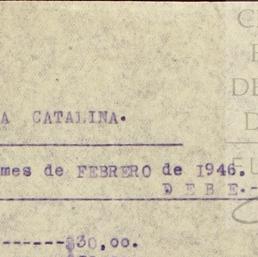 A CATALINA.
mes de FEBRERO de 1946.
D E B E.-
------$30,oo.